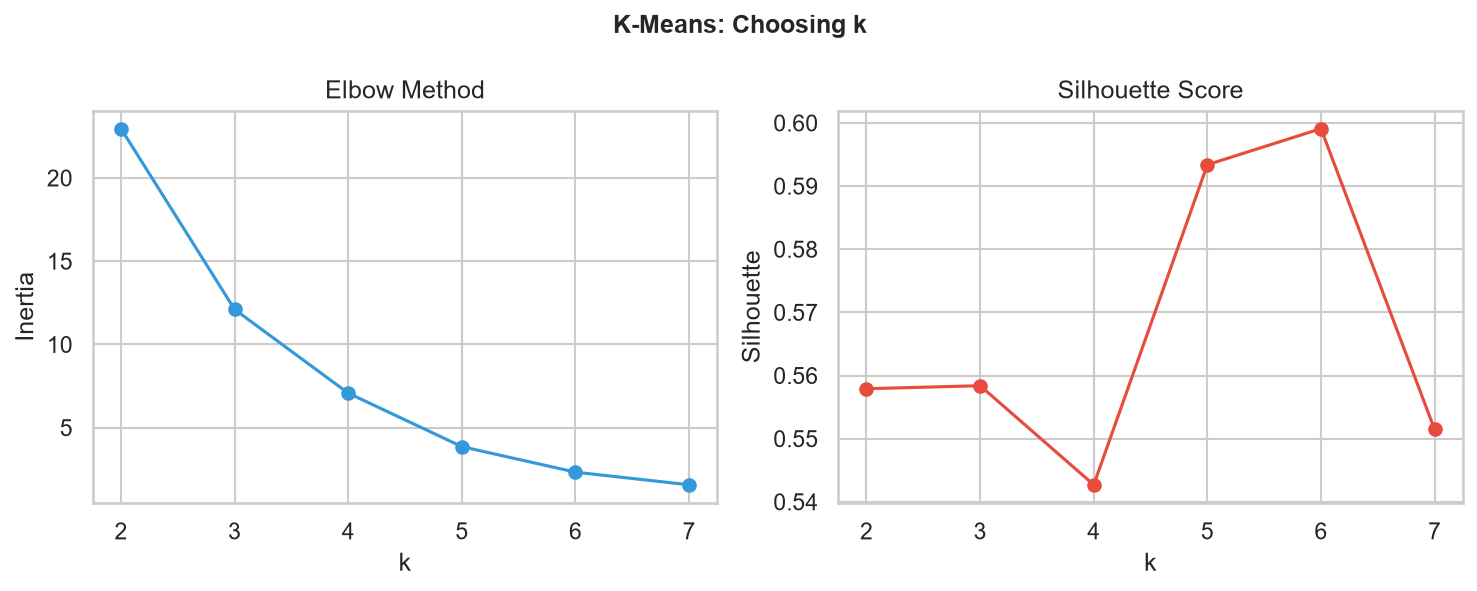 K-Means: Choosing k
Elbow Method
Inertia
20
15
10
5
2 3 4 5 6 7
k
Silhouette Score
Silhouette
0.60
0.59
0.58
0.57
0.56
0.55
0.54
2 3 4 5 6 7
k